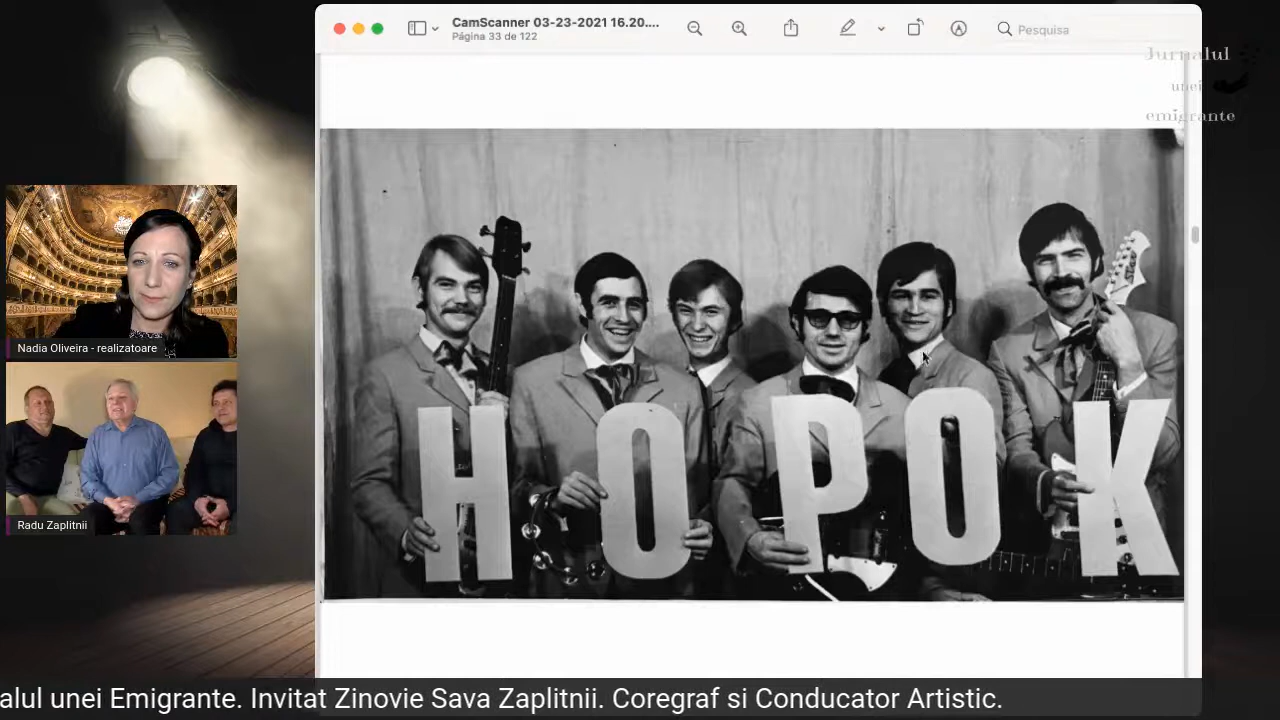 CamScanner 03-23-2021 16.20....
Página 33 de 122
Pesquisa
Jurnalul
unei
emigrante
НОРОК
Nadia Oliveira - realizatoare
Radu Zaplitnii
alul unei Emigrante. Invitat Zinovie Sava Zaplitnii. Coregraf si Conducator Artistic.